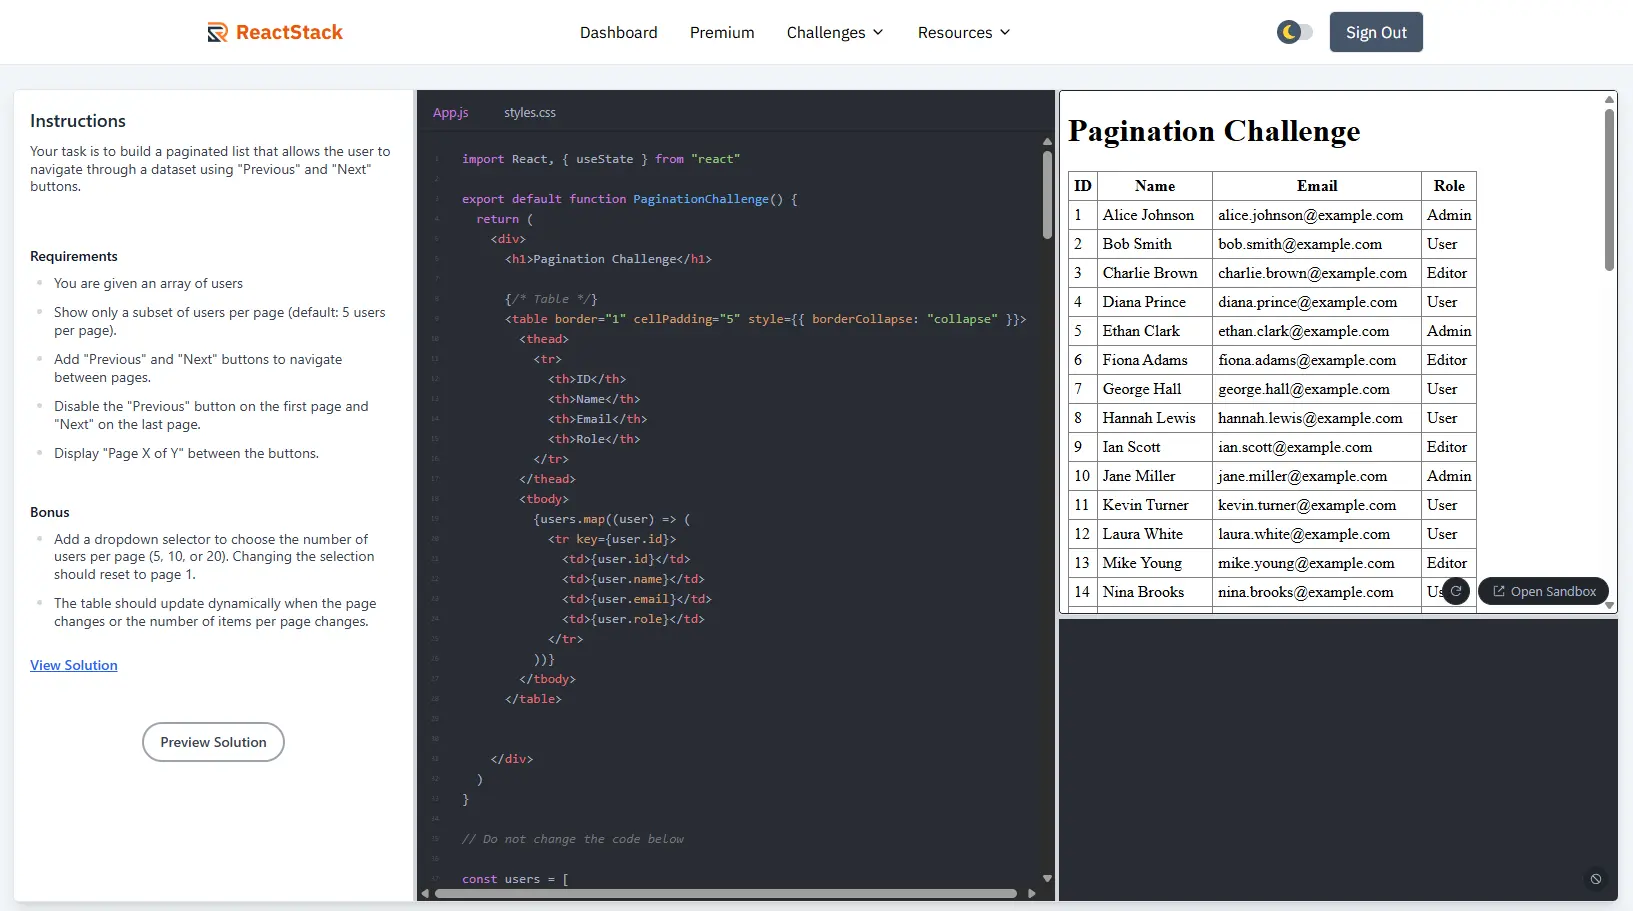 ReactStack
Dashboard
Premium
Challenges
Resources
Sign Out
Instructions
Your task is to build a paginated list that allows the user to
navigate through a dataset using "Previous" and "Next"
buttons.
Requirements
You are given an array of users
Show only a subset of users per page (default: 5 users
per page).
Add "Previous" and "Next" buttons to navigate
between pages.
Disable the "Previous" button on the first page and
"Next" on the last page.
Display "Page X of Y" between the buttons.
Bonus
Add a dropdown selector to choose the number of
users per page (5, 10, or 20). Changing the selection
should reset to page 1.
The table should update dynamically when the page
changes or the number of items per page changes.
View Solution
Preview Solution
App.js
styles.css
import React, { useState } from "react"
export default function PaginationChallenge() {
return (
<div>
<h1>Pagination Challenge</h1>
{/* Table */}
<table border="1" cellPadding="5" style={{ borderCollapse: "collapse" }}>
<thead>
<tr>
<th>ID</th>
<th>Name</th>
<th>Email</th>
<th>Role</th>
</tr>
</thead>
<tbody>
{users.map((user) => (
<tr key={user.id}>
<td>{user.id}</td>
<td>{user.name}</td>
<td>{user.email}</td>
<td>{user.role}</td>
</tr>
))}
</tbody>
</table>
</div>
)
}
// Do not change the code below
const users = [
Pagination Challenge
ID Name Email Role
1 Alice Johnson alice.johnson@example.com Admin
2 Bob Smith bob.smith@example.com User
3 Charlie Brown charlie.brown@example.com Editor
4 Diana Prince diana.prince@example.com User
5 Ethan Clark ethan.clark@example.com Admin
6 Fiona Adams fiona.adams@example.com Editor
7 George Hall george.hall@example.com User
8 Hannah Lewis hannah.lewis@example.com User
9 Ian Scott ian.scott@example.com Editor
10 Jane Miller jane.miller@example.com Admin
11 Kevin Turner kevin.turner@example.com User
12 Laura White laura.white@example.com User
13 Mike Young mike.young@example.com Editor
14 Nina Brooks nina.brooks@example.com
Open Sandbox